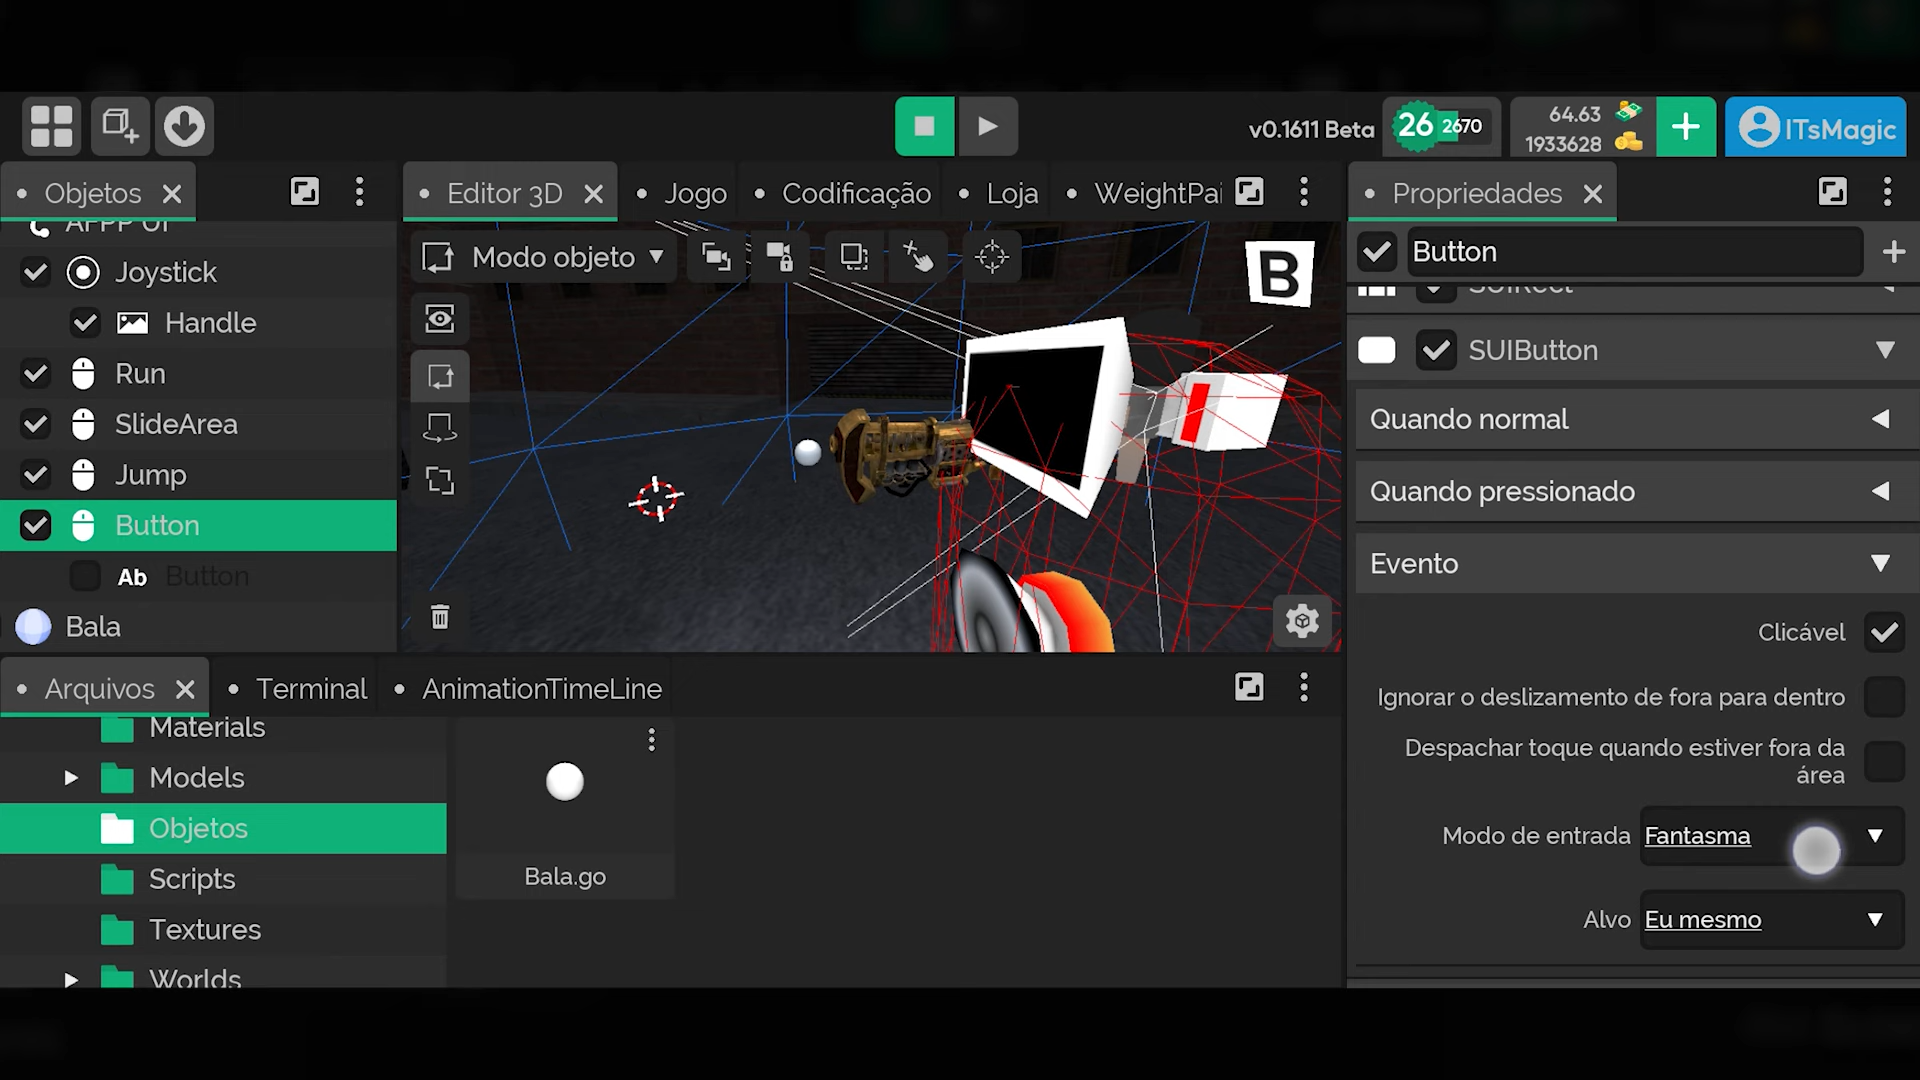 v0.1611 Beta
26
2670
64.63
1933628
ITsMagic
Objetos
Editor 3D
Jogo
Codificação
Loja
WeightPai
Propriedades
AFPP UI
Joystick
Handle
Run
SlideArea
Jump
Button
Ab Button
Bala
Modo objeto
B
Button
SUIRect
SUIButton
Quando normal
Quando pressionado
Evento
Clicável
Ignorar o deslizamento de fora para dentro
Despachar toque quando estiver fora da
área
Modo de entrada Fantasma
Alvo Eu mesmo
Arquivos
Terminal
AnimationTimeLine
Materials
Models
Objetos
Scripts
Textures
Worlds
Bala.go